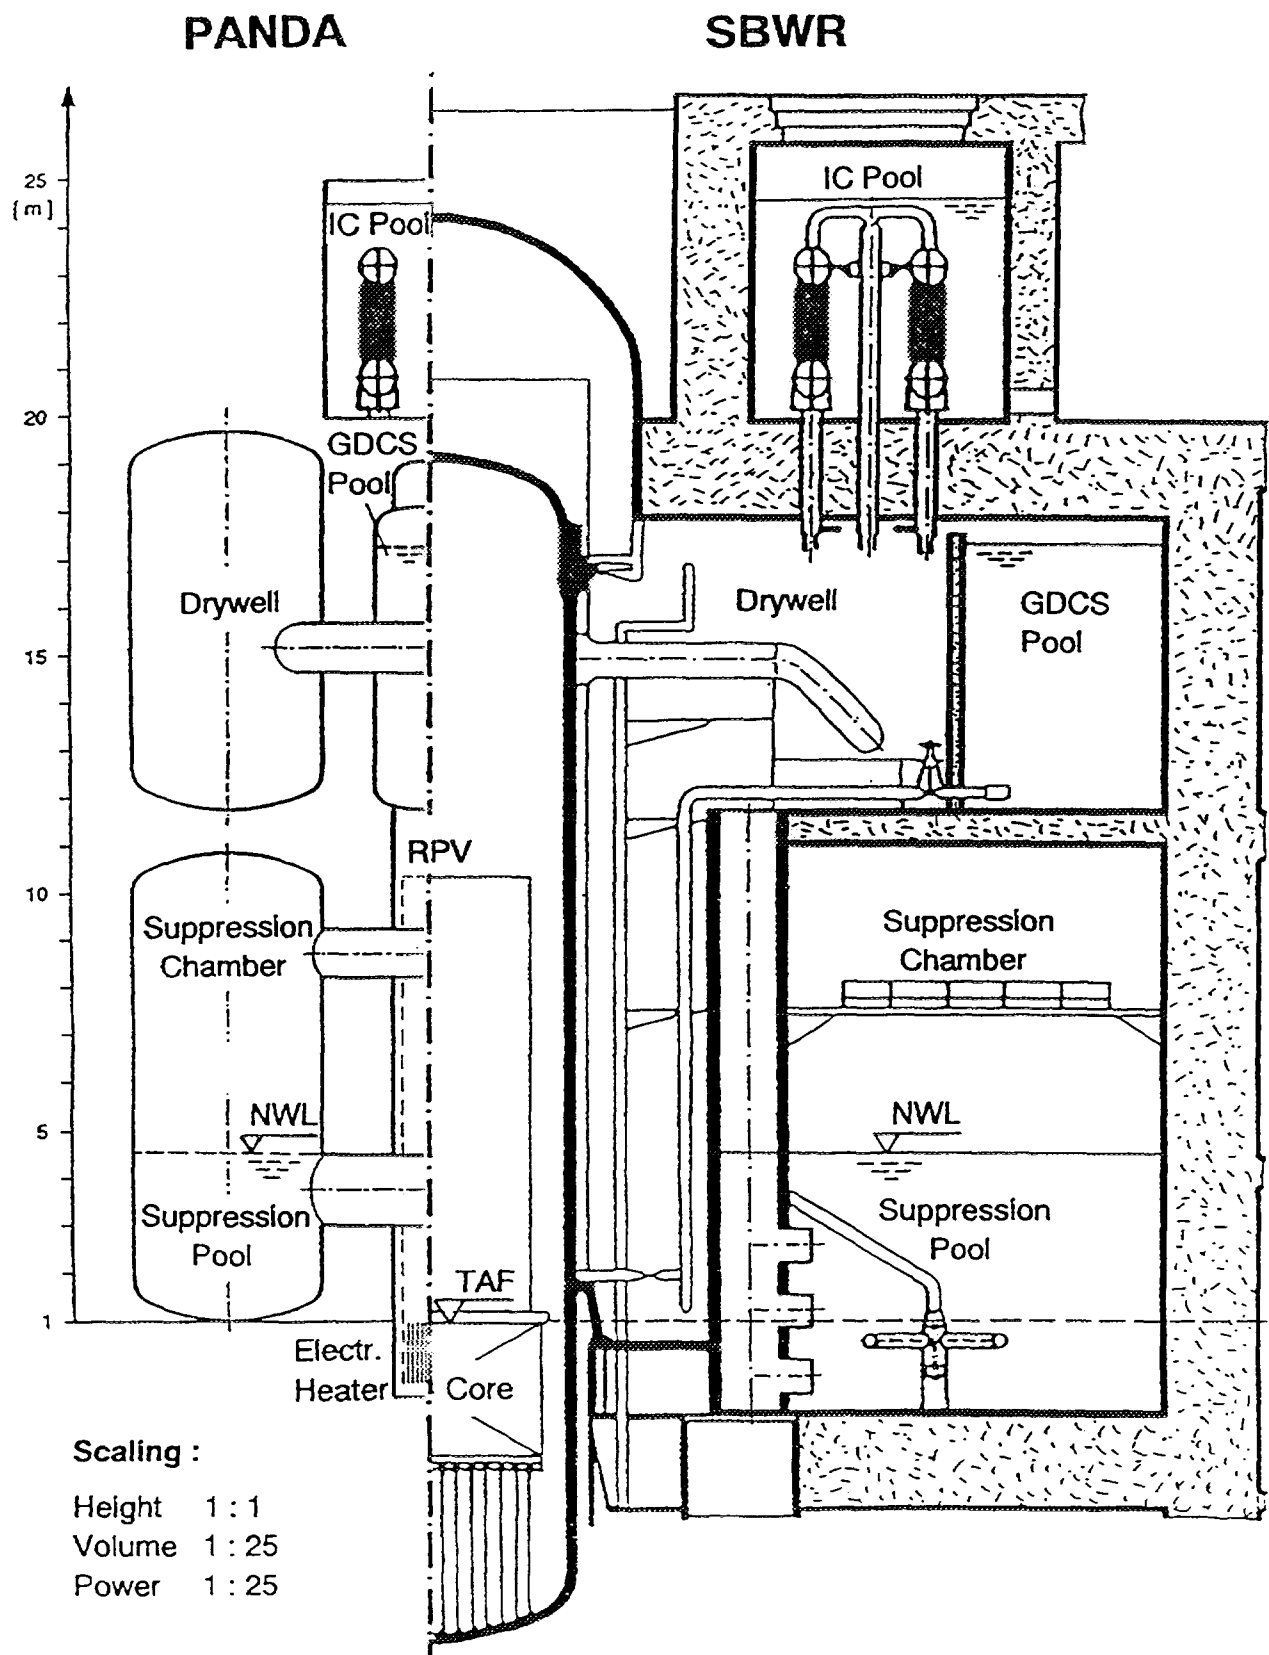 PANDA
SBWR
25
[m]
IC Pool
IC Pool
20
GDCS
Pool
Drywell
Drywell
GDCS
Pool
15
RPV
10
Suppression
Chamber
Suppression
Chamber
NWL
NWL
5
Suppression
Pool
Suppression
Pool
TAF
1
Electr.
Heater
Core
Scaling :
Height 1 : 1
Volume 1 : 25
Power 1 : 25